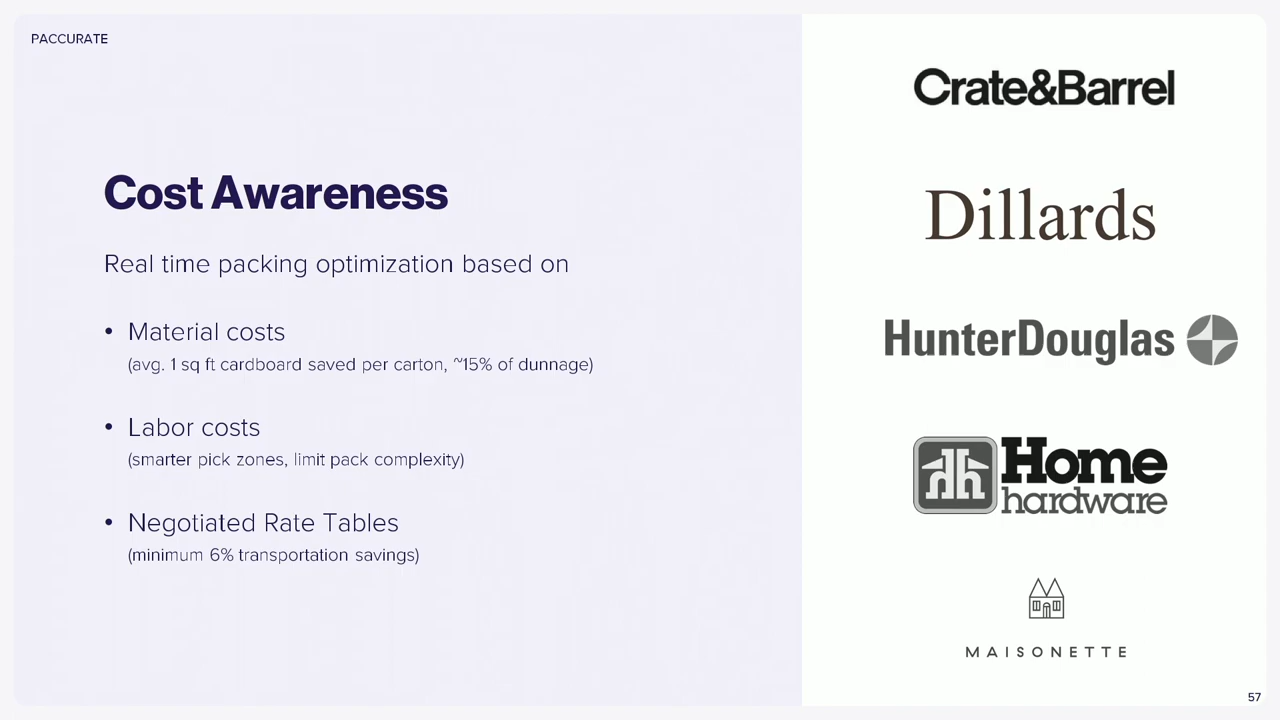 PACCURATE
Cost Awareness
Real time packing optimization based on
• Material costs
(avg. 1 sq ft cardboard saved per carton, ~15% of dunnage)
• Labor costs
(smarter pick zones, limit pack complexity)
• Negotiated Rate Tables
(minimum 6% transportation savings)
Crate&Barrel
Dillards
HunterDouglas
Home
hardware
MAISONETTE
57